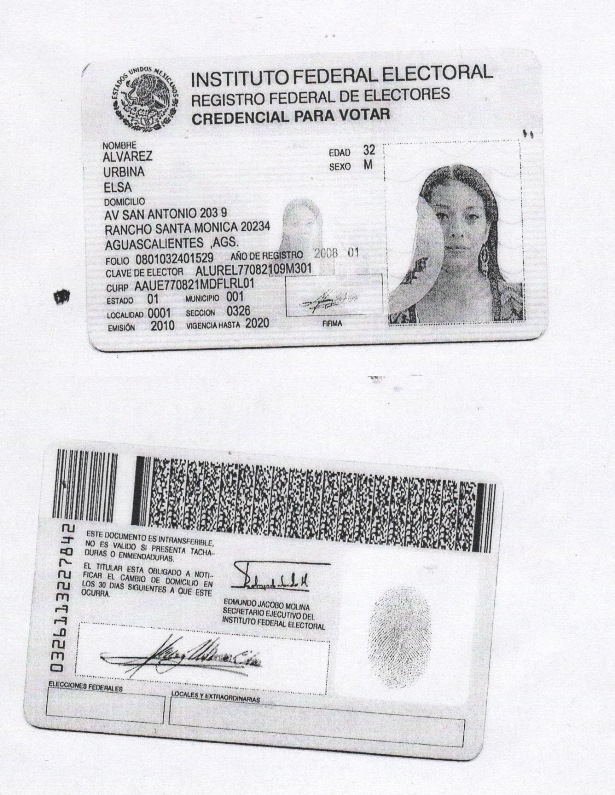 ESTADOS UNIDOS MEXICANOS
INSTITUTO FEDERAL ELECTORAL
REGISTRO FEDERAL DE ELECTORES
CREDENCIAL PARA VOTAR
NOMBRE
ALVAREZ
URBINA
ELSA
EDAD 32
SEXO M
DOMICILIO
AV SAN ANTONIO 203 9
RANCHO SANTA MONICA 20234
AGUASCALIENTES ,AGS.
FOLIO 0801032401529 AÑO DE REGISTRO 2008 01
CLAVE DE ELECTOR ALUREL77082109M301
CURP AAUE770821MDFLRL01
ESTADO 01 MUNICIPIO 001
LOCALIDAD 0001 SECCION 0326
EMISIÓN 2010 VIGENCIA HASTA 2020
FIRMA
0326113227842
ESTE DOCUMENTO ES INTRANSFERIBLE,
NO ES VALIDO SI PRESENTA TACHA-
DURAS O ENMENDADURAS.
EL TITULAR ESTÁ OBLIGADO A NOTI-
FICAR EL CAMBIO DE DOMICILIO EN
LOS 30 DIAS SIGUIENTES A QUE ESTE
OCURRA.
EDMUNDO JACOBO MOLINA
SECRETARIO EJECUTIVO DEL
INSTITUTO FEDERAL ELECTORAL
ELECCIONES FEDERALES
LOCALES Y EXTRAORDINARIAS